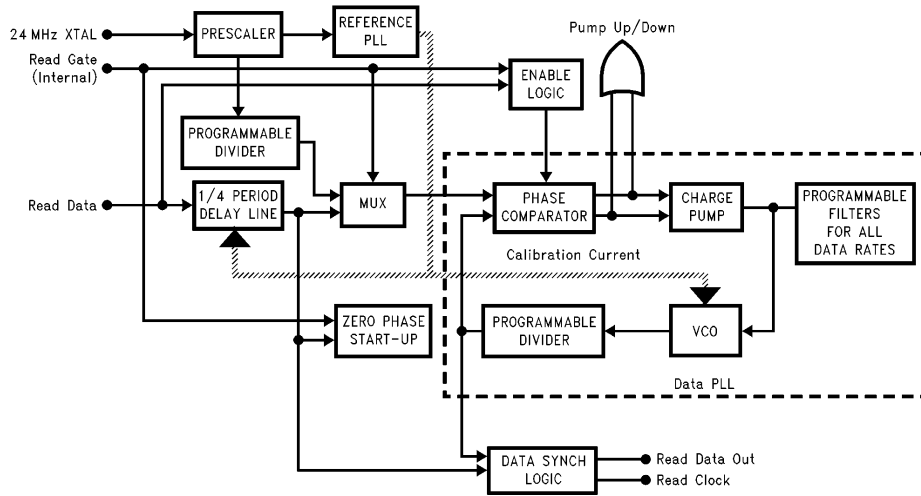 24 MHz XTAL
PRESCALER
REFERENCE
PLL
Pump Up/Down
Read Gate
(Internal)
ENABLE
LOGIC
PROGRAMMABLE
DIVIDER
Read Data
1/4 PERIOD
DELAY LINE
MUX
PHASE
COMPARATOR
CHARGE
PUMP
PROGRAMMABLE
FILTERS
FOR ALL
DATA RATES
Calibration Current
ZERO PHASE
START-UP
PROGRAMMABLE
DIVIDER
VCO
Data PLL
DATA SYNCH
LOGIC
Read Data Out
Read Clock